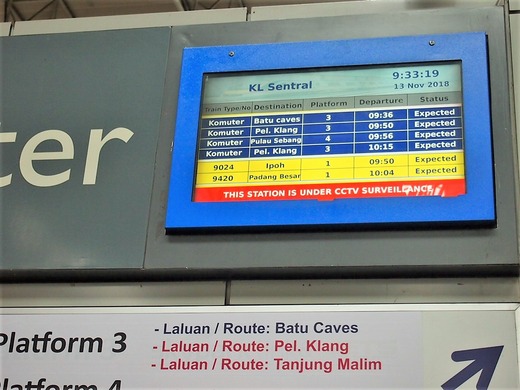 ter
KL Sentral 9:33:19
13 Nov 2018
Train Type/No Destination Platform Departure Status
Komuter Batu caves 3 09:36 Expected
Komuter Pel. Klang 3 09:50 Expected
Komuter Pulau Sebang 4 09:56 Expected
Komuter Pel. Klang 3 10:15 Expected
9024 Ipoh 1 09:50 Expected
9420 Padang Besar 1 10:04 Expected
THIS STATION IS UNDER CCTV SURVEILLANCE
Platform 3 - Laluan / Route: Batu Caves
- Laluan / Route: Pel. Klang
- Laluan / Route: Tanjung Malim
Platform 4